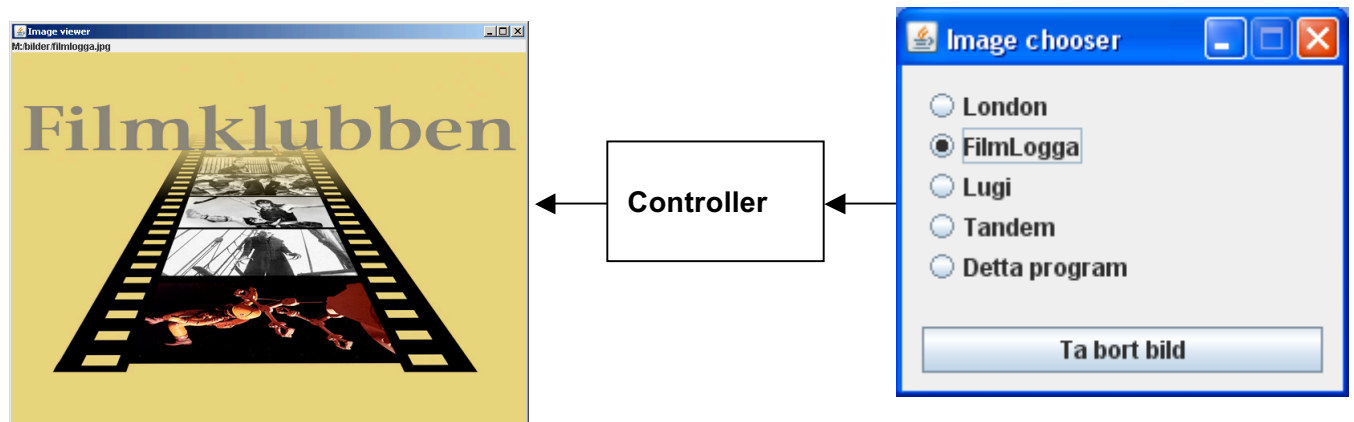 Image viewer
M:/bilder/filmlogga.jpg
Filmklubben
Controller
Image chooser
London
FilmLogga
Lugi
Tandem
Detta program
Ta bort bild